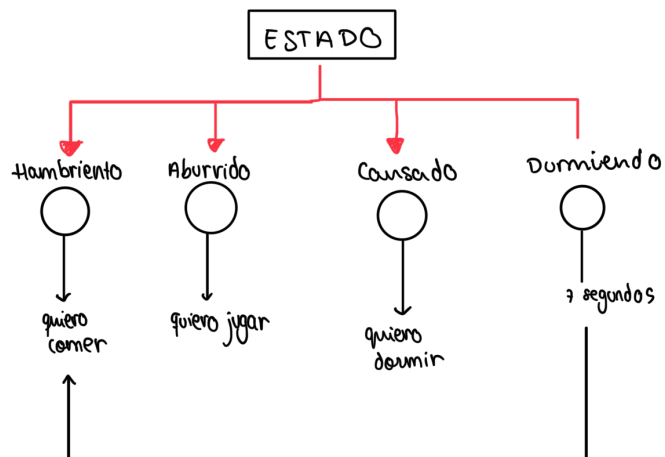 ESTADO
Hambriento
Aburrido
Cansado
Durmiendo
quiero
comer
quiero jugar
quiero
dormir
7 segundos